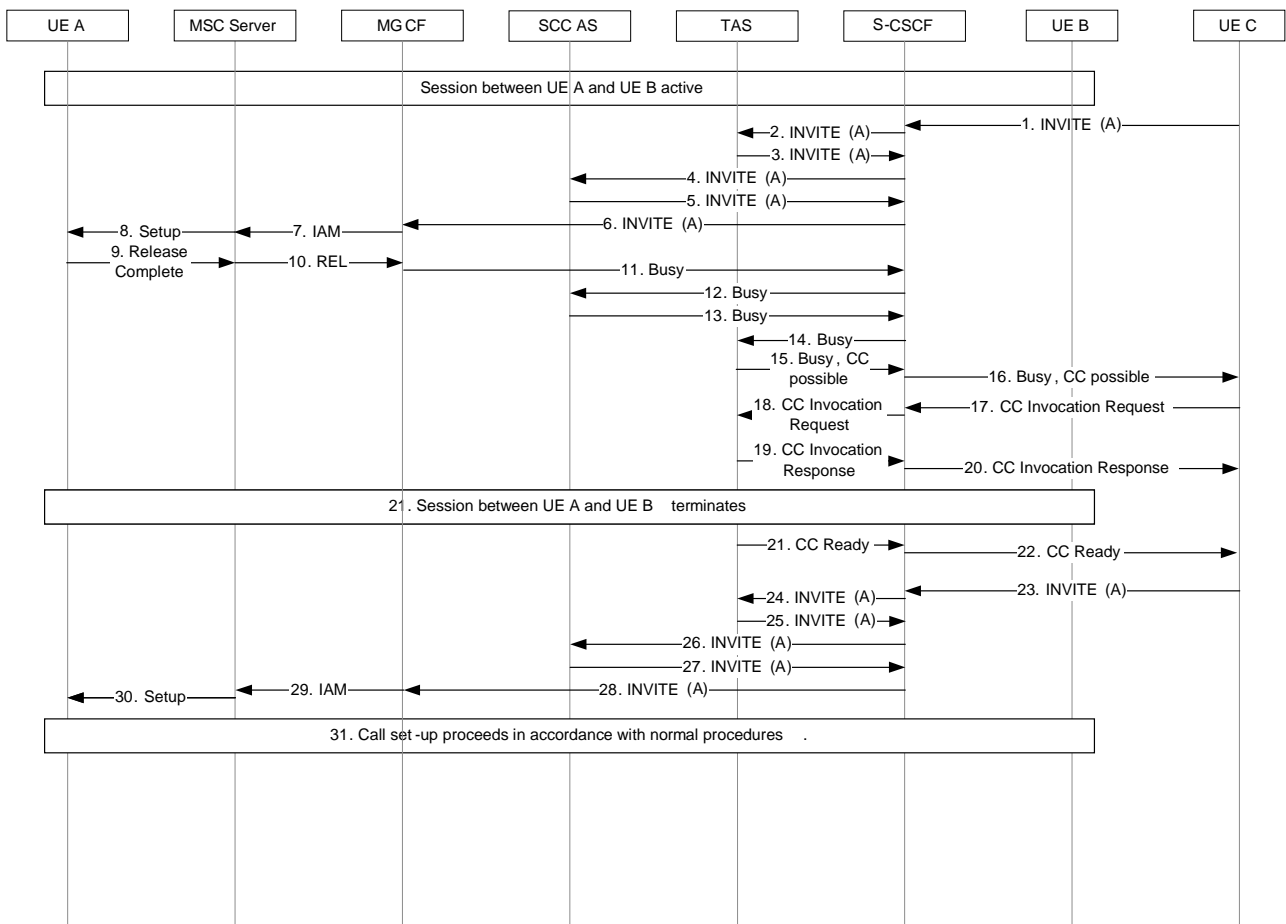 UE A
MSC Server
MGCF
SCC AS
TAS
S-CSCF
UE B
UE C
Session between UE A and UE B active
1. INVITE (A)
2. INVITE (A)
3. INVITE (A)
4. INVITE (A)
5. INVITE (A)
6. INVITE (A)
7. IAM
8. Setup
9. Release
Complete
10. REL
11. Busy
12. Busy
13. Busy
14. Busy
15. Busy, CC
possible
16. Busy, CC possible
17. CC Invocation Request
18. CC Invocation
Request
19. CC Invocation
Response
20. CC Invocation Response
21. Session between UE A and UE B terminates
21. CC Ready
22. CC Ready
23. INVITE (A)
24. INVITE (A)
25. INVITE (A)
26. INVITE (A)
27. INVITE (A)
28. INVITE (A)
29. IAM
30. Setup
31. Call set-up proceeds in accordance with normal procedures .